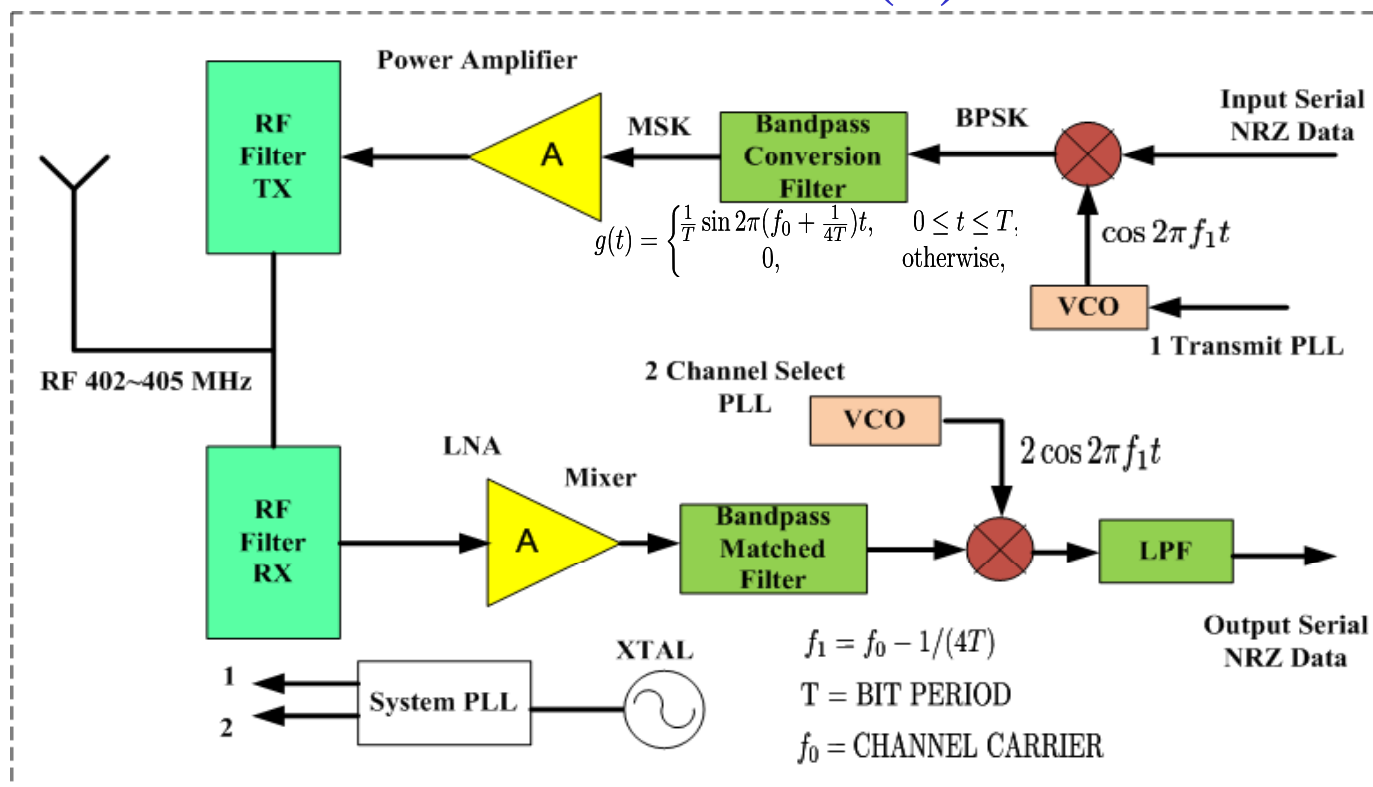 Power Amplifier
RF
Filter
TX
A
MSK
Bandpass
Conversion
Filter
BPSK
Input Serial
NRZ Data
g(t) = { 1/T sin 2π(f₀ + 1/4T)t, 0 ≤ t ≤ T,
0, otherwise,
cos 2πf₁t
VCO
1 Transmit PLL
RF 402~405 MHz
2 Channel Select
PLL
VCO
2 cos 2πf₁t
LNA
Mixer
RF
Filter
RX
A
Bandpass
Matched
Filter
LPF
Output Serial
NRZ Data
f₁ = f₀ − 1/(4T)
T = BIT PERIOD
f₀ = CHANNEL CARRIER
XTAL
1
2
System PLL